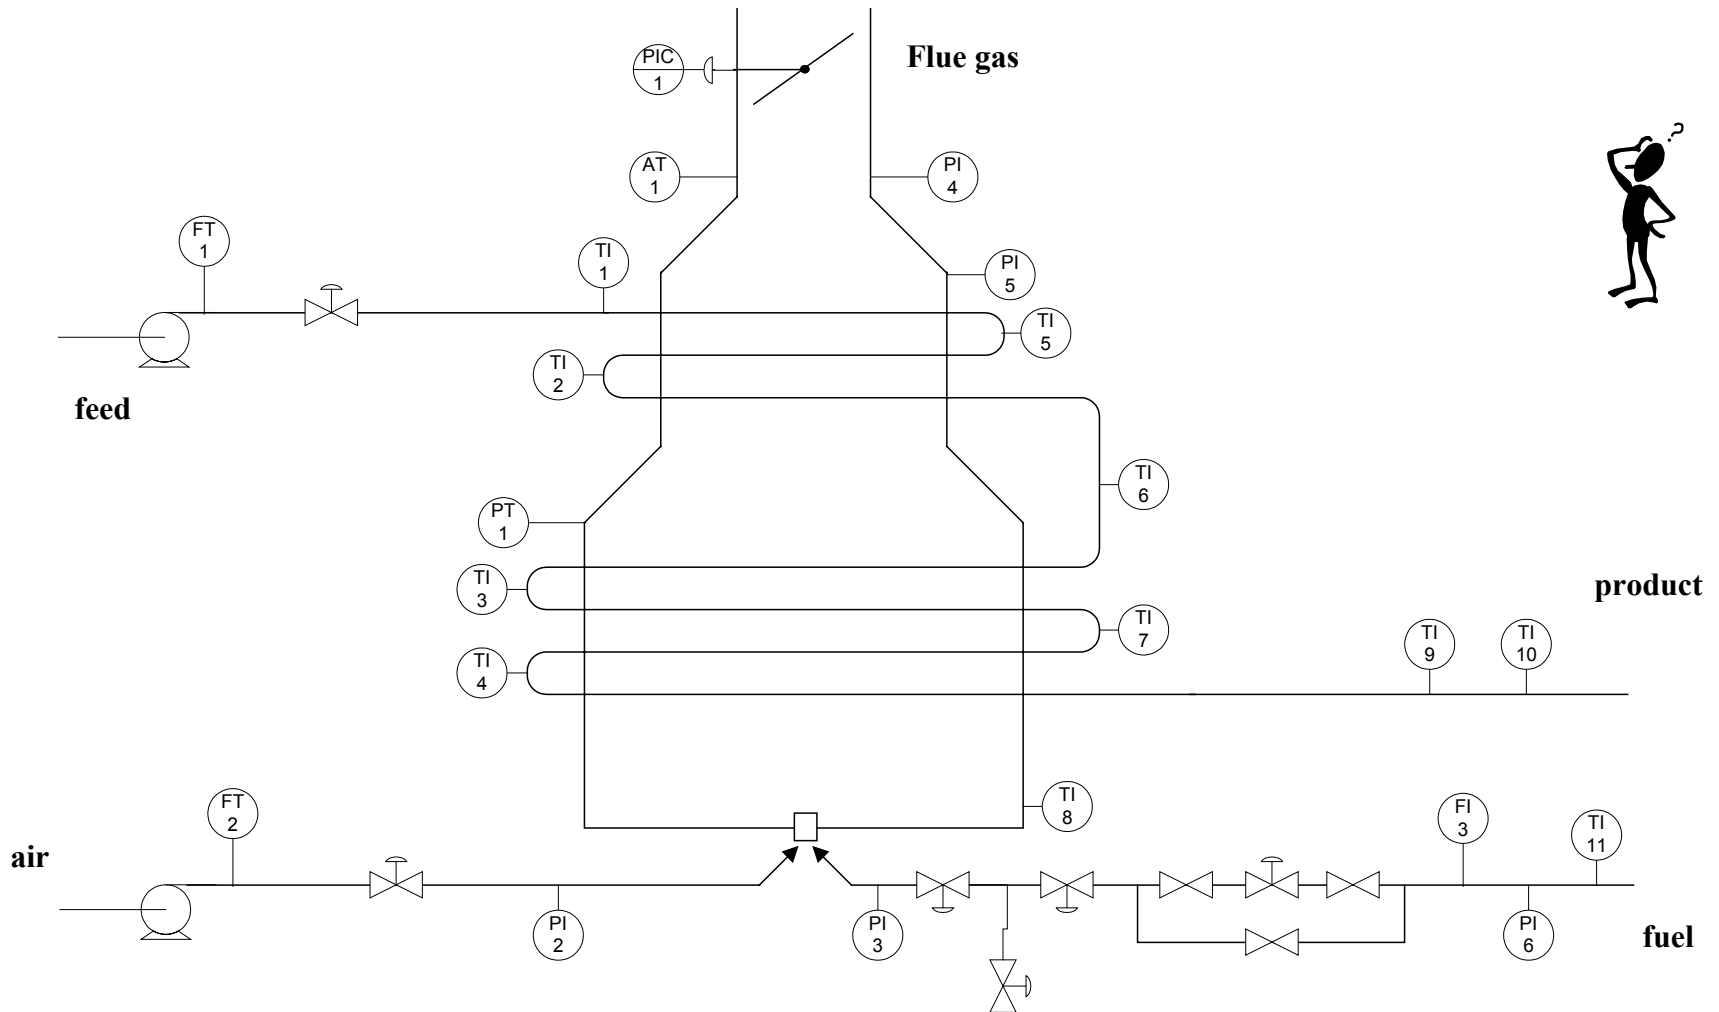 Flue gas
PIC
1
AT
1
PI
4
?
FT
1
TI
1
PI
5
TI
5
TI
2
feed
TI
6
PT
1
TI
3
product
TI
7
TI
9
TI
10
TI
4
TI
8
FT
2
FI
3
TI
11
air
PI
2
PI
3
PI
6
fuel